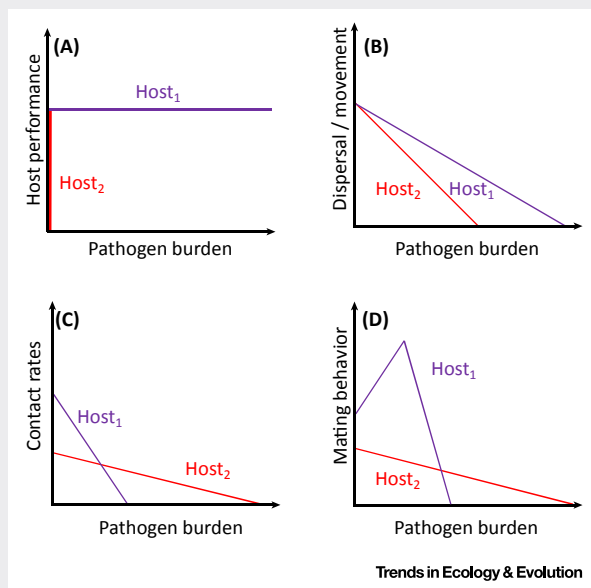 (A)
Host performance
Host₁
Host₂
Pathogen burden
(B)
Dispersal / movement
Host₂
Host₁
Pathogen burden
(C)
Contact rates
Host₁
Host₂
Pathogen burden
(D)
Mating behavior
Host₁
Host₂
Pathogen burden
Trends in Ecology & Evolution